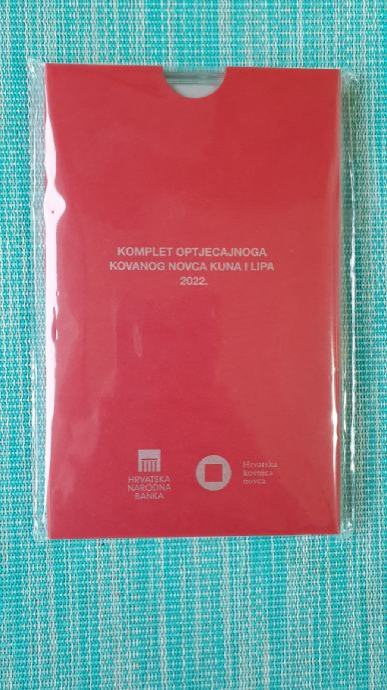 KOMPLET OPTJECAJNOGA
KOVANOG NOVCA KUNA I LIPA
2022.
HRVATSKA
NARODNA
BANKA
Hrvatska
kovnica
novca